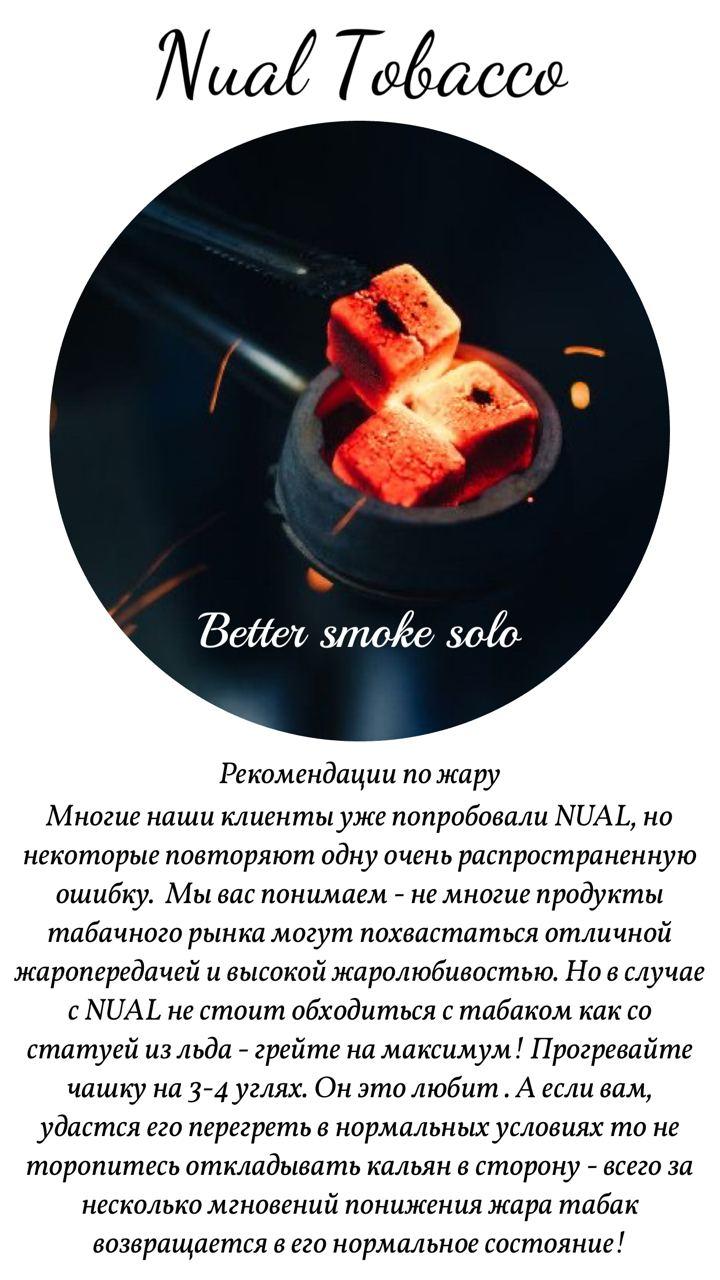 Nual Tobacco
Better smoke solo
Рекомендации по жару
Многие наши клиенты уже попробовали NUAL, но
некоторые повторяют одну очень распространенную
ошибку.  Мы вас понимаем - не многие продукты
табачного рынка могут похвастаться отличной
жаропередачей и высокой жаролюбивостью. Но в случае
с NUAL не стоит обходиться с табаком как со
статуей из льда - грейте на максимум! Прогревайте
чашку на 3-4 углях. Он это любит . А если вам,
удастся его перегреть в нормальных условиях то не
торопитесь откладывать кальян в сторону - всего за
несколько мгновений понижения жара табак
возвращается в его нормальное состояние!